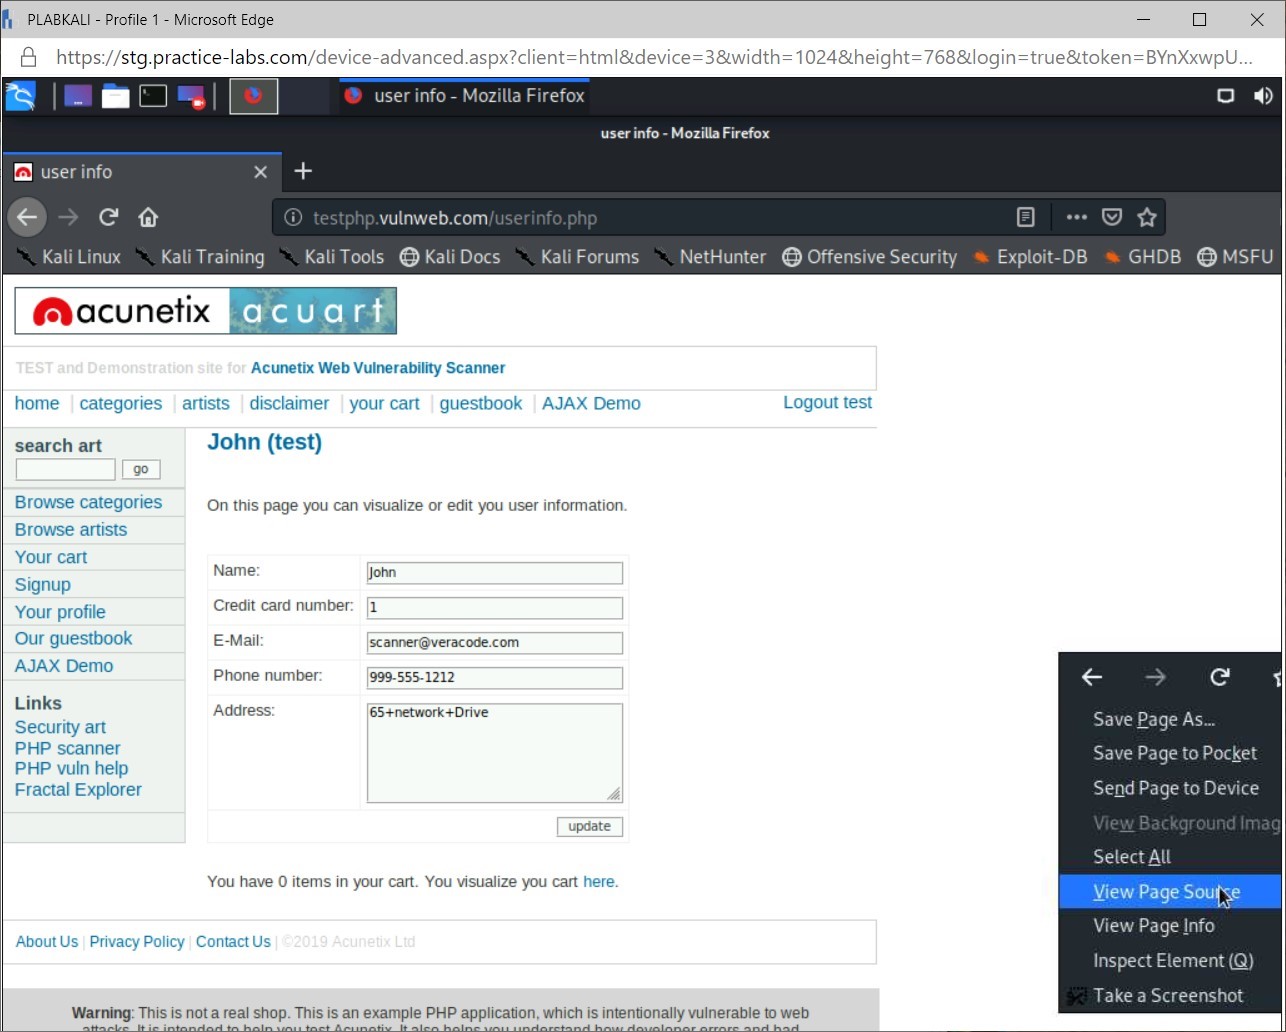 PLABKALI - Profile 1 - Microsoft Edge
https://stg.practice-labs.com/device-advanced.aspx?client=html&device=3&width=1024&height=768&login=true&token=BYnXxwpU...
user info - Mozilla Firefox
user info - Mozilla Firefox
user info
testphp.vulnweb.com/userinfo.php
Kali Linux Kali Training Kali Tools Kali Docs Kali Forums NetHunter Offensive Security Exploit-DB GHDB MSFU
acunetix acuart
TEST and Demonstration site for Acunetix Web Vulnerability Scanner
home | categories | artists | disclaimer | your cart | guestbook | AJAX Demo Logout test
search art
go
Browse categories
Browse artists
Your cart
Signup
Your profile
Our guestbook
AJAX Demo
Links
Security art
PHP scanner
PHP vuln help
Fractal Explorer
John (test)
On this page you can visualize or edit you user information.
Name: John
Credit card number: 1
E-Mail: scanner@veracode.com
Phone number: 999-555-1212
Address: 65+network+Drive
update
You have 0 items in your cart. You visualize you cart here.
Save Page As...
Save Page to Pocket
Send Page to Device
View Background Imag
Select All
View Page Source
View Page Info
Inspect Element (Q)
Take a Screenshot
About Us | Privacy Policy | Contact Us | ©2019 Acunetix Ltd
Warning: This is not a real shop. This is an example PHP application, which is intentionally vulnerable to web
attacks. It is intended to help you test Acunetix. It also helps you understand how developer errors and bad